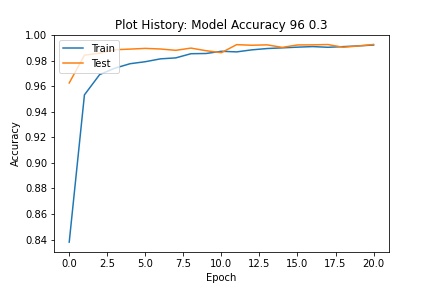 Plot History: Model Accuracy 96 0.3
1.00
0.98
0.96
0.94
0.92
0.90
0.88
0.86
0.84
Accuracy
Train
Test
0.0 2.5 5.0 7.5 10.0 12.5 15.0 17.5 20.0
Epoch